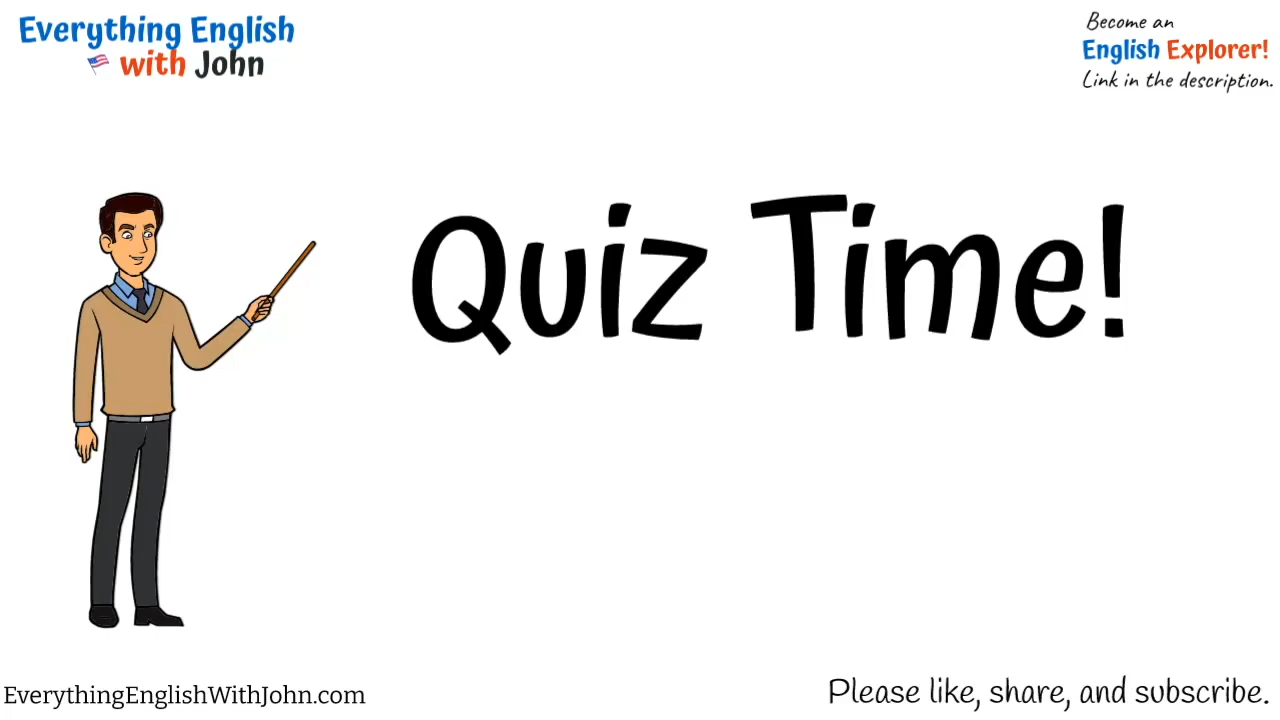 Everything English
with John
Become an
English Explorer!
Link in the description.
Quiz Time!
EverythingEnglishWithJohn.com
Please like, share, and subscribe.